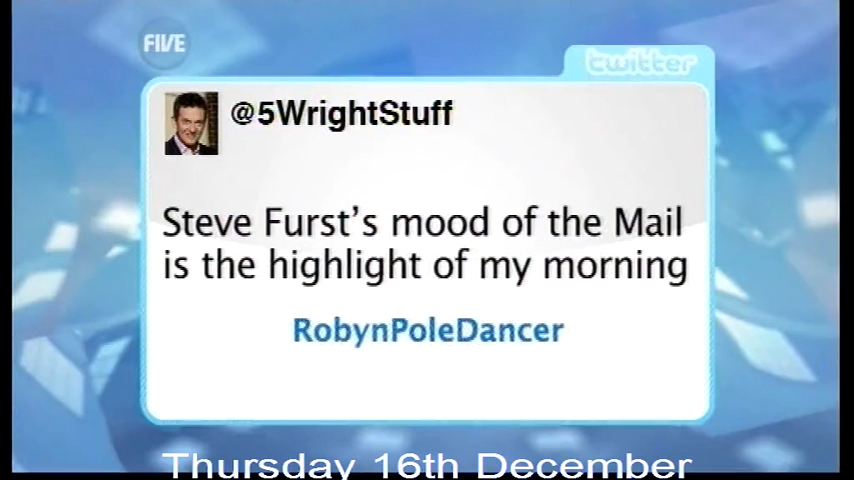 FIVE
twitter
@5WrightStuff
Steve Furst's mood of the Mail
is the highlight of my morning
RobynPoleDancer
Thursday 16th December